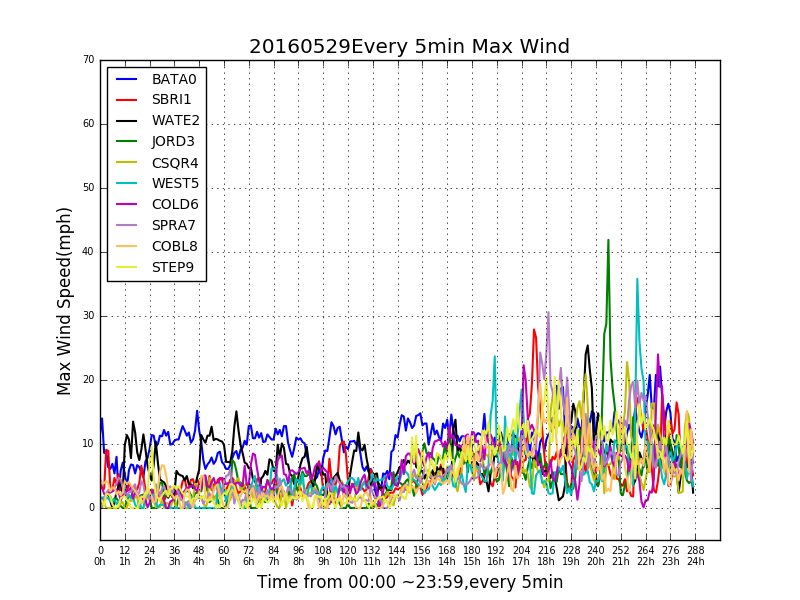 20160529Every 5min Max Wind
70
60
50
40
30
20
10
0
Max Wind Speed(mph)
BATA0
SBRI1
WATE2
JORD3
CSQR4
WEST5
COLD6
SPRA7
COBL8
STEP9
0 12 24 36 48 60 72 84 96 108 120 132 144 156 168 180 192 204 216 228 240 252 264 276 288
0h 1h 2h 3h 4h 5h 6h 7h 8h 9h 10h 11h 12h 13h 14h 15h 16h 17h 18h 19h 20h 21h 22h 23h 24h
Time from 00:00 ~23:59,every 5min